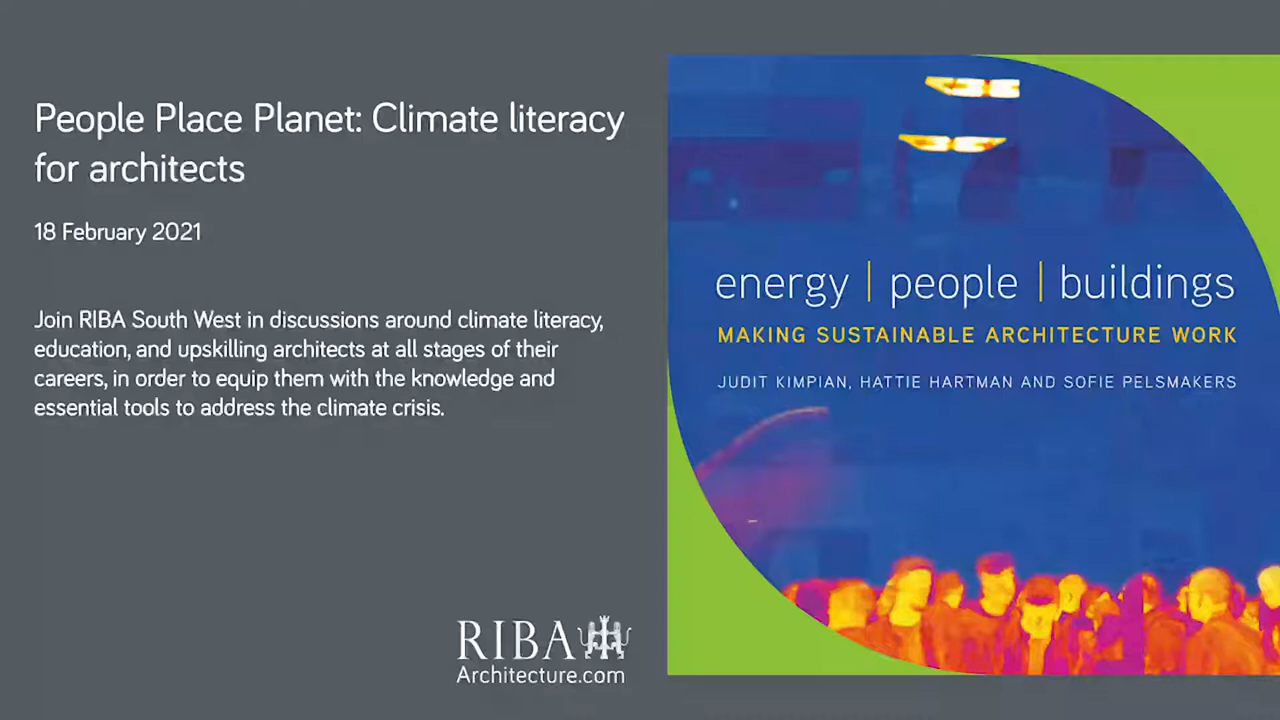 People Place Planet: Climate literacy
for architects
18 February 2021
Join RIBA South West in discussions around climate literacy,
education, and upskilling architects at all stages of their
careers, in order to equip them with the knowledge and
essential tools to address the climate crisis.
RIBA
Architecture.com
energy | people | buildings
MAKING SUSTAINABLE ARCHITECTURE WORK
JUDIT KIMPIAN, HATTIE HARTMAN AND SOFIE PELSMAKERS